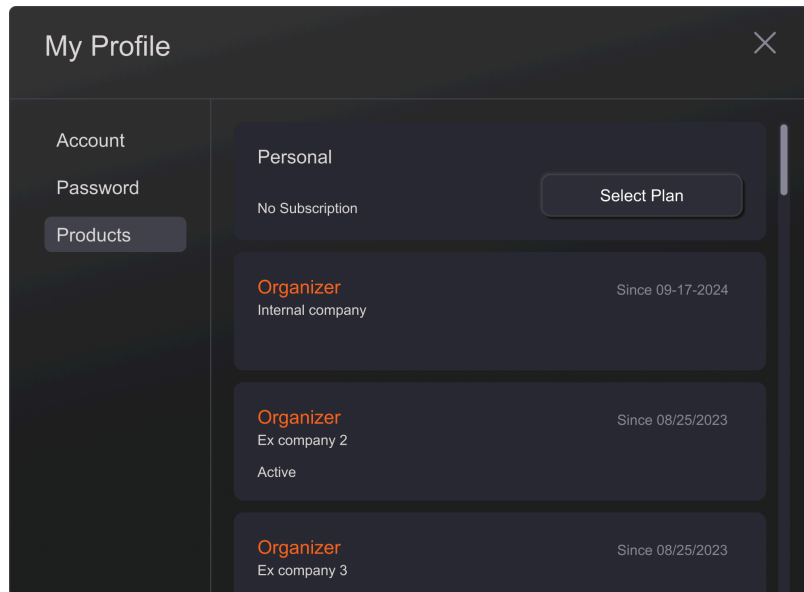 My Profile
Account
Password
Products
Personal
No Subscription
Select Plan
Organizer
Since 09-17-2024
Internal company
Organizer
Since 08/25/2023
Ex company 2
Active
Organizer
Since 08/25/2023
Ex company 3